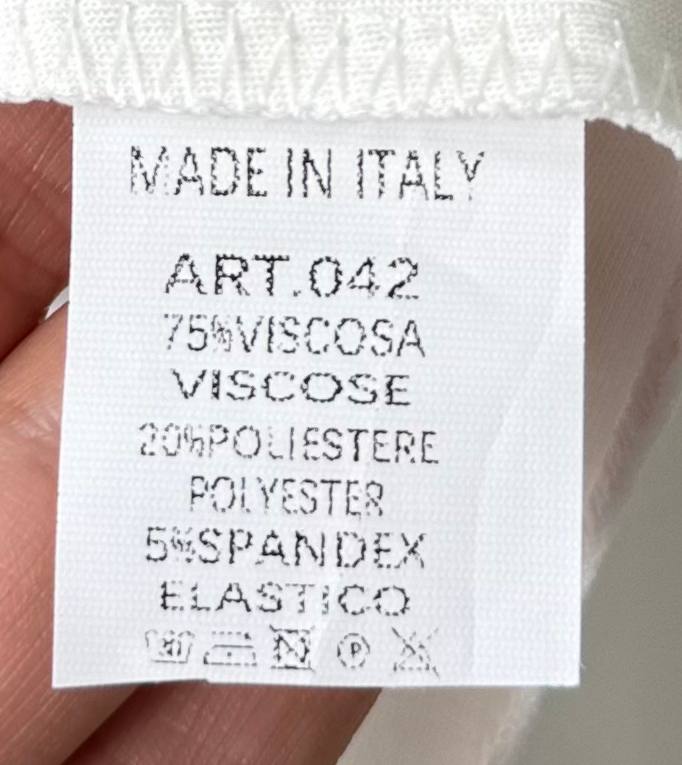 MADE IN ITALY
ART.042
75%VISCOSA
VISCOSE
20%POLIESTERE
POLYESTER
5%SPANDEX
ELASTICO
P